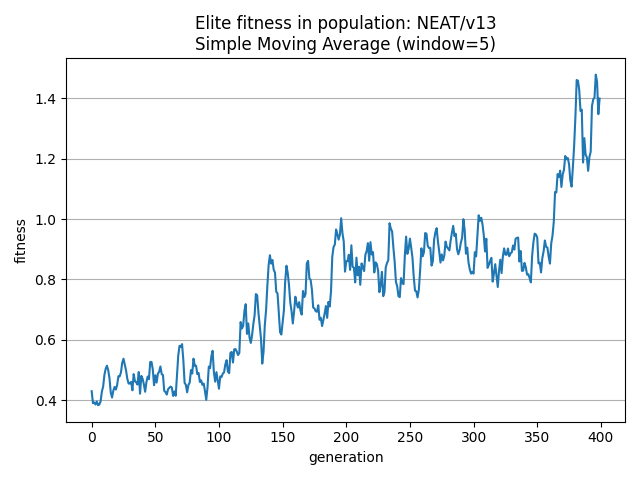 Elite fitness in population: NEAT/v13
Simple Moving Average (window=5)
1.4
1.2
1.0
0.8
0.6
0.4
fitness
0 50 100 150 200 250 300 350 400
generation